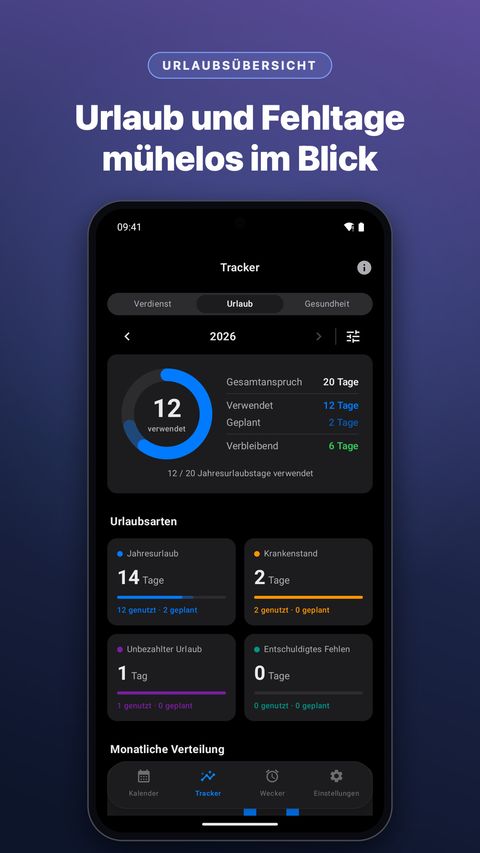 URLAUBSÜBERSICHT
Urlaub und Fehltage
mühelos im Blick
09:41
Tracker
Verdienst Urlaub Gesundheit
2026
12
verwendet
Gesamtanspruch 20 Tage
Verwendet 12 Tage
Geplant 2 Tage
Verbleibend 6 Tage
12 / 20 Jahresurlaubstage verwendet
Urlaubsarten
Jahresurlaub
14 Tage
12 genutzt · 2 geplant
Krankenstand
2 Tage
2 genutzt · 0 geplant
Unbezahlter Urlaub
1 Tag
1 genutzt · 0 geplant
Entschuldigtes Fehlen
0 Tage
0 genutzt · 0 geplant
Monatliche Verteilung
Kalender Tracker Wecker Einstellungen